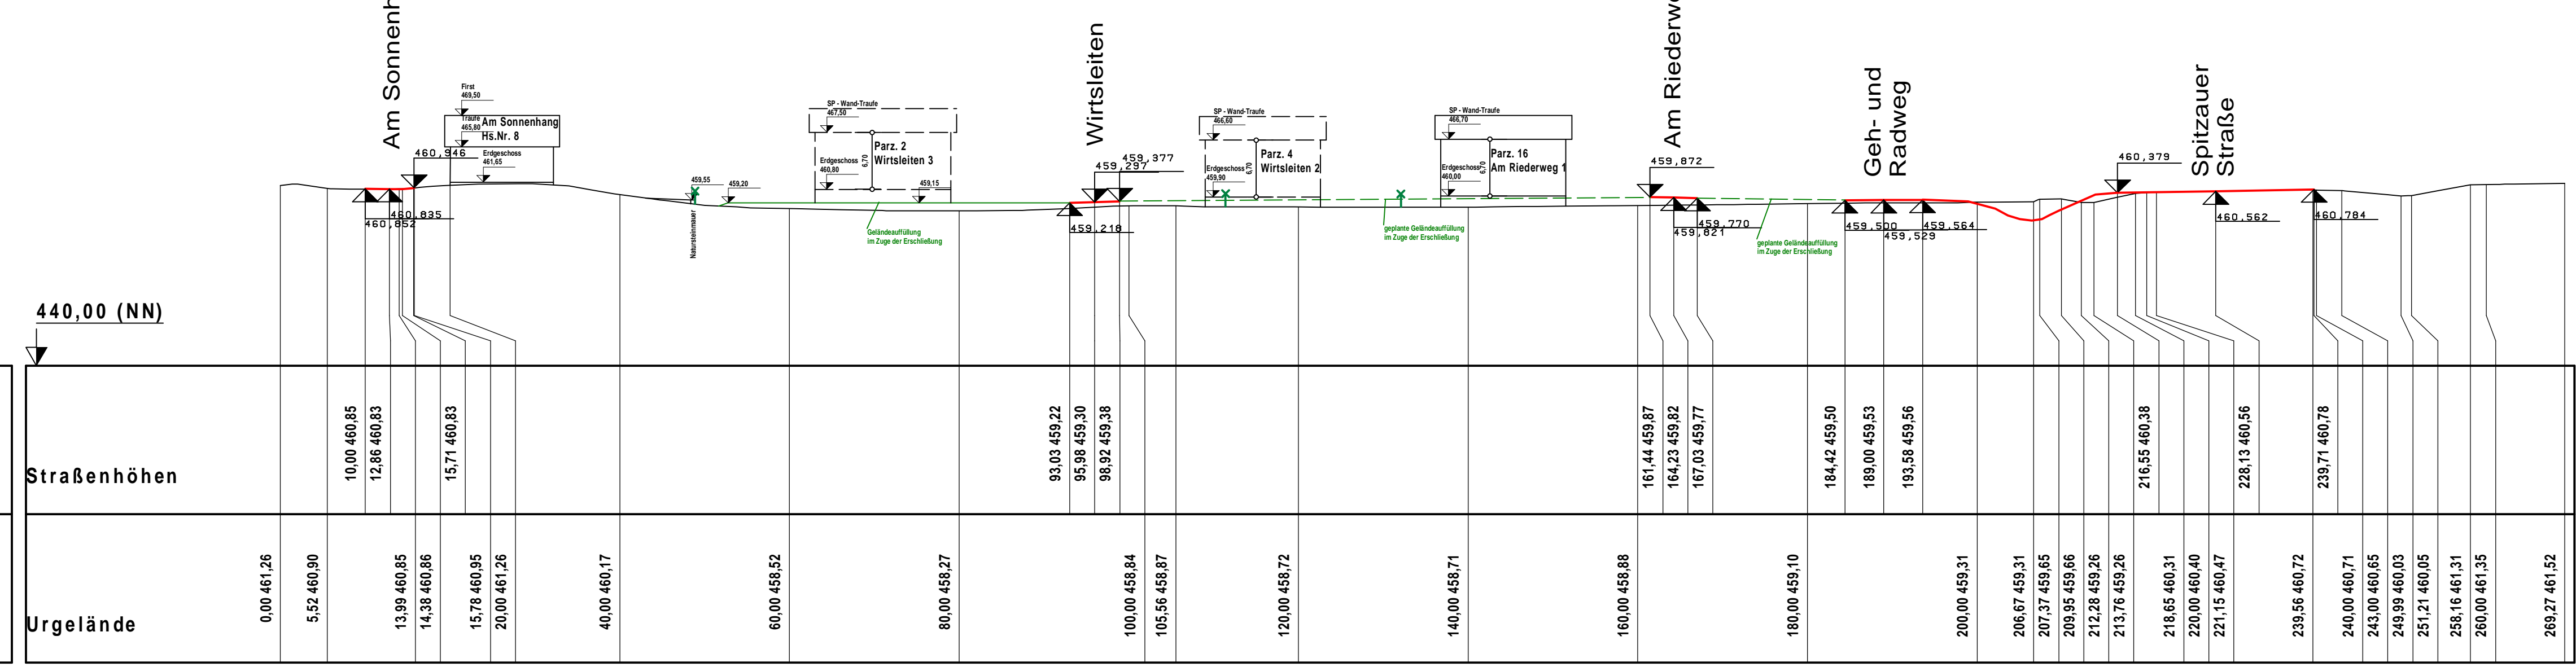 Am Sonnenh
First
469,50
Traufe
465,80
Am Sonnenhang
Hs.Nr. 8
Erdgeschoss
461,65
460,946
460,835
460,852
459,55
Natursteinmauer
459,20
SP - Wand-Traufe
467,50
Erdgeschoss
460,80
6,70
Parz. 2
Wirtsleiten 3
459,15
Geländeauffüllung
im Zuge der Erschließung
Wirtsleiten
459,377
459,297
459,218
SP - Wand-Traufe
466,60
Erdgeschoss
459,90
6,70
Parz. 4
Wirtsleiten 2
geplante Geländeauffüllung
im Zuge der Erschließung
SP - Wand-Traufe
466,70
Erdgeschoss
460,00
6,70
Parz. 16
Am Riederweg 1
Am Riederwe
459,872
459,770
459,821
geplante Geländeauffüllung
im Zuge der Erschließung
Geh- und
Radweg
459,500
459,529
459,564
460,379
Spitzauer
Straße
460,562
460,784
440,00 (NN)
Straßenhöhen
10,00 460,85
12,86 460,83
15,71 460,83
93,03 459,22
95,98 459,30
98,92 459,38
161,44 459,87
164,23 459,82
167,03 459,77
184,42 459,50
189,00 459,53
193,58 459,56
216,55 460,38
228,13 460,56
239,71 460,78
Urgelände
0,00 461,26
5,52 460,90
13,99 460,85
14,38 460,86
15,78 460,95
20,00 461,26
40,00 460,17
60,00 458,52
80,00 458,27
100,00 458,84
105,56 458,87
120,00 458,72
140,00 458,71
160,00 458,88
180,00 459,10
200,00 459,31
206,67 459,31
207,37 459,65
209,95 459,66
212,28 459,26
213,76 459,26
218,65 460,31
220,00 460,40
221,15 460,47
239,56 460,72
240,00 460,71
243,00 460,65
249,99 460,03
251,21 460,05
258,16 461,31
260,00 461,35
269,27 461,52